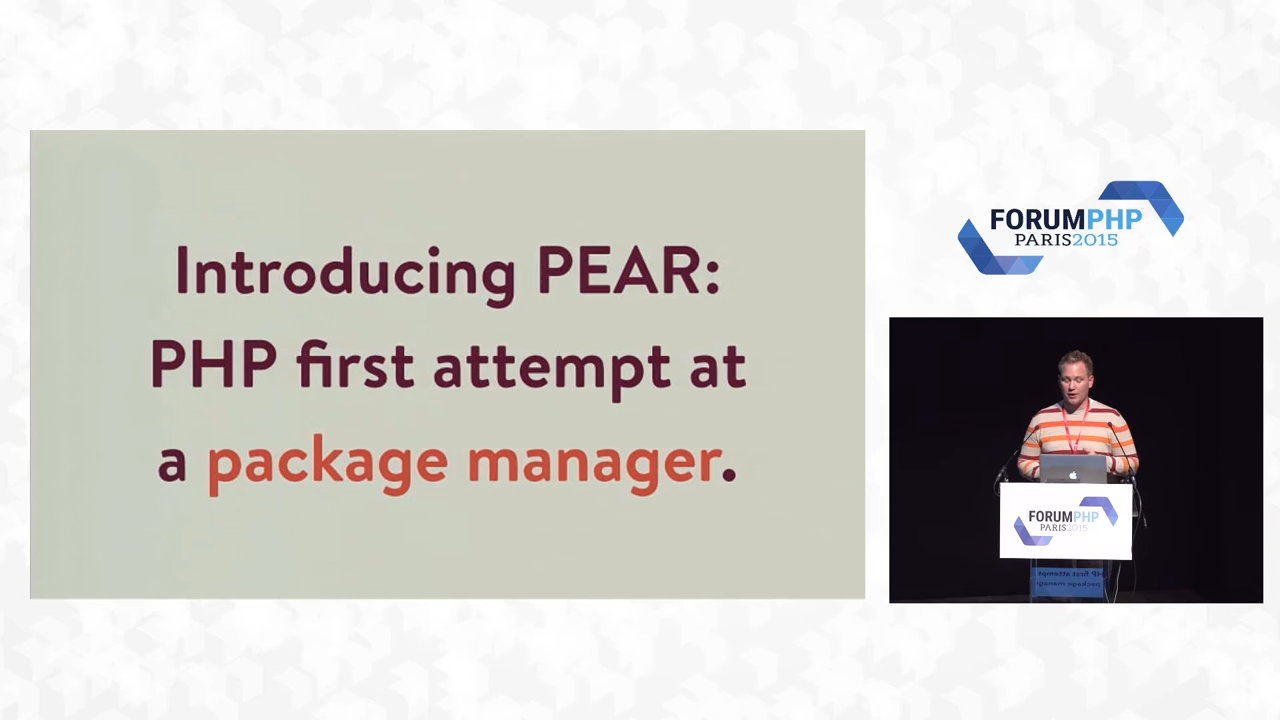 Introducing PEAR:
PHP first attempt at
a package manager.
FORUMPHP
PARIS2015
FORUMPHP
PARIS2015